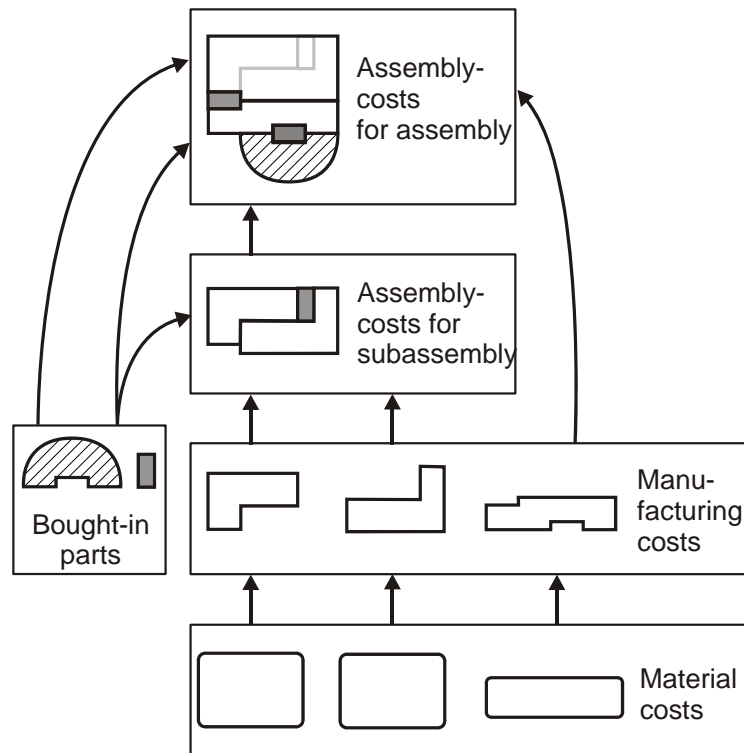 Assembly-
costs
for assembly
Assembly-
costs for
subassembly
Bought-in
parts
Manu-
facturing
costs
Material
costs